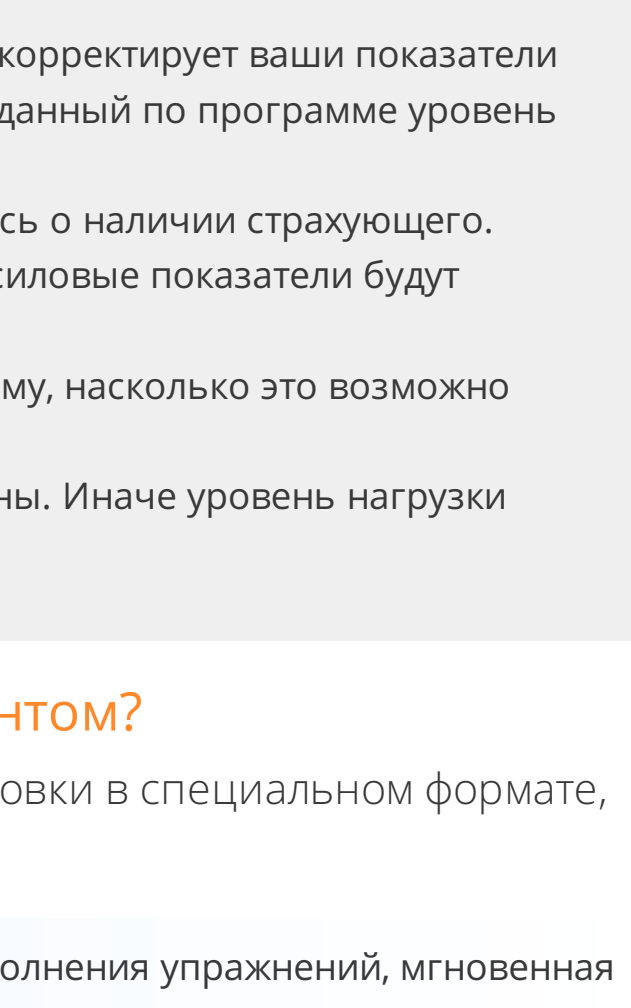 корректирует ваши показатели
данный по программе уровень
сь о наличии страхующего.
силовые показатели будут
му, насколько это возможно
ны. Иначе уровень нагрузки
нтом?
овки в специальном формате,
олнения упражнений, мгновенная